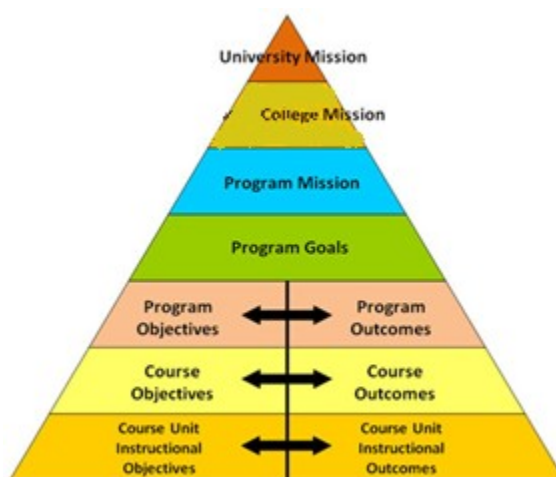 University Mission
College Mission
Program Mission
Program Goals
Program
Objectives
Program
Outcomes
Course
Objectives
Course
Outcomes
Course Unit
Instructional
Objectives
Course Unit
Instructional
Outcomes